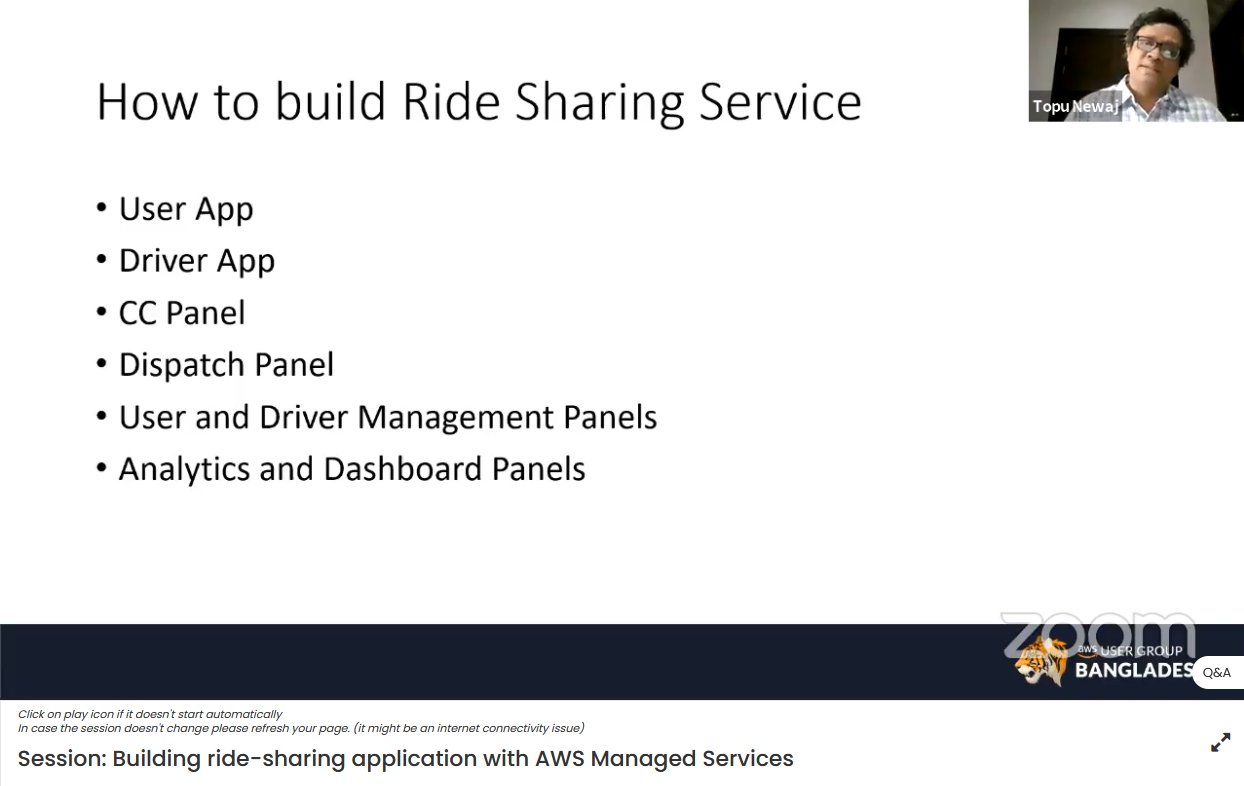 How to build Ride Sharing Service
Topu Newaj
• User App
• Driver App
• CC Panel
• Dispatch Panel
• User and Driver Management Panels
• Analytics and Dashboard Panels
zoom
aws USER GROUP
BANGLADES
Q&A
Click on play icon if it doesn't start automatically
In case the session doesn't change please refresh your page. (it might be an internet connectivity issue)
Session: Building ride-sharing application with AWS Managed Services